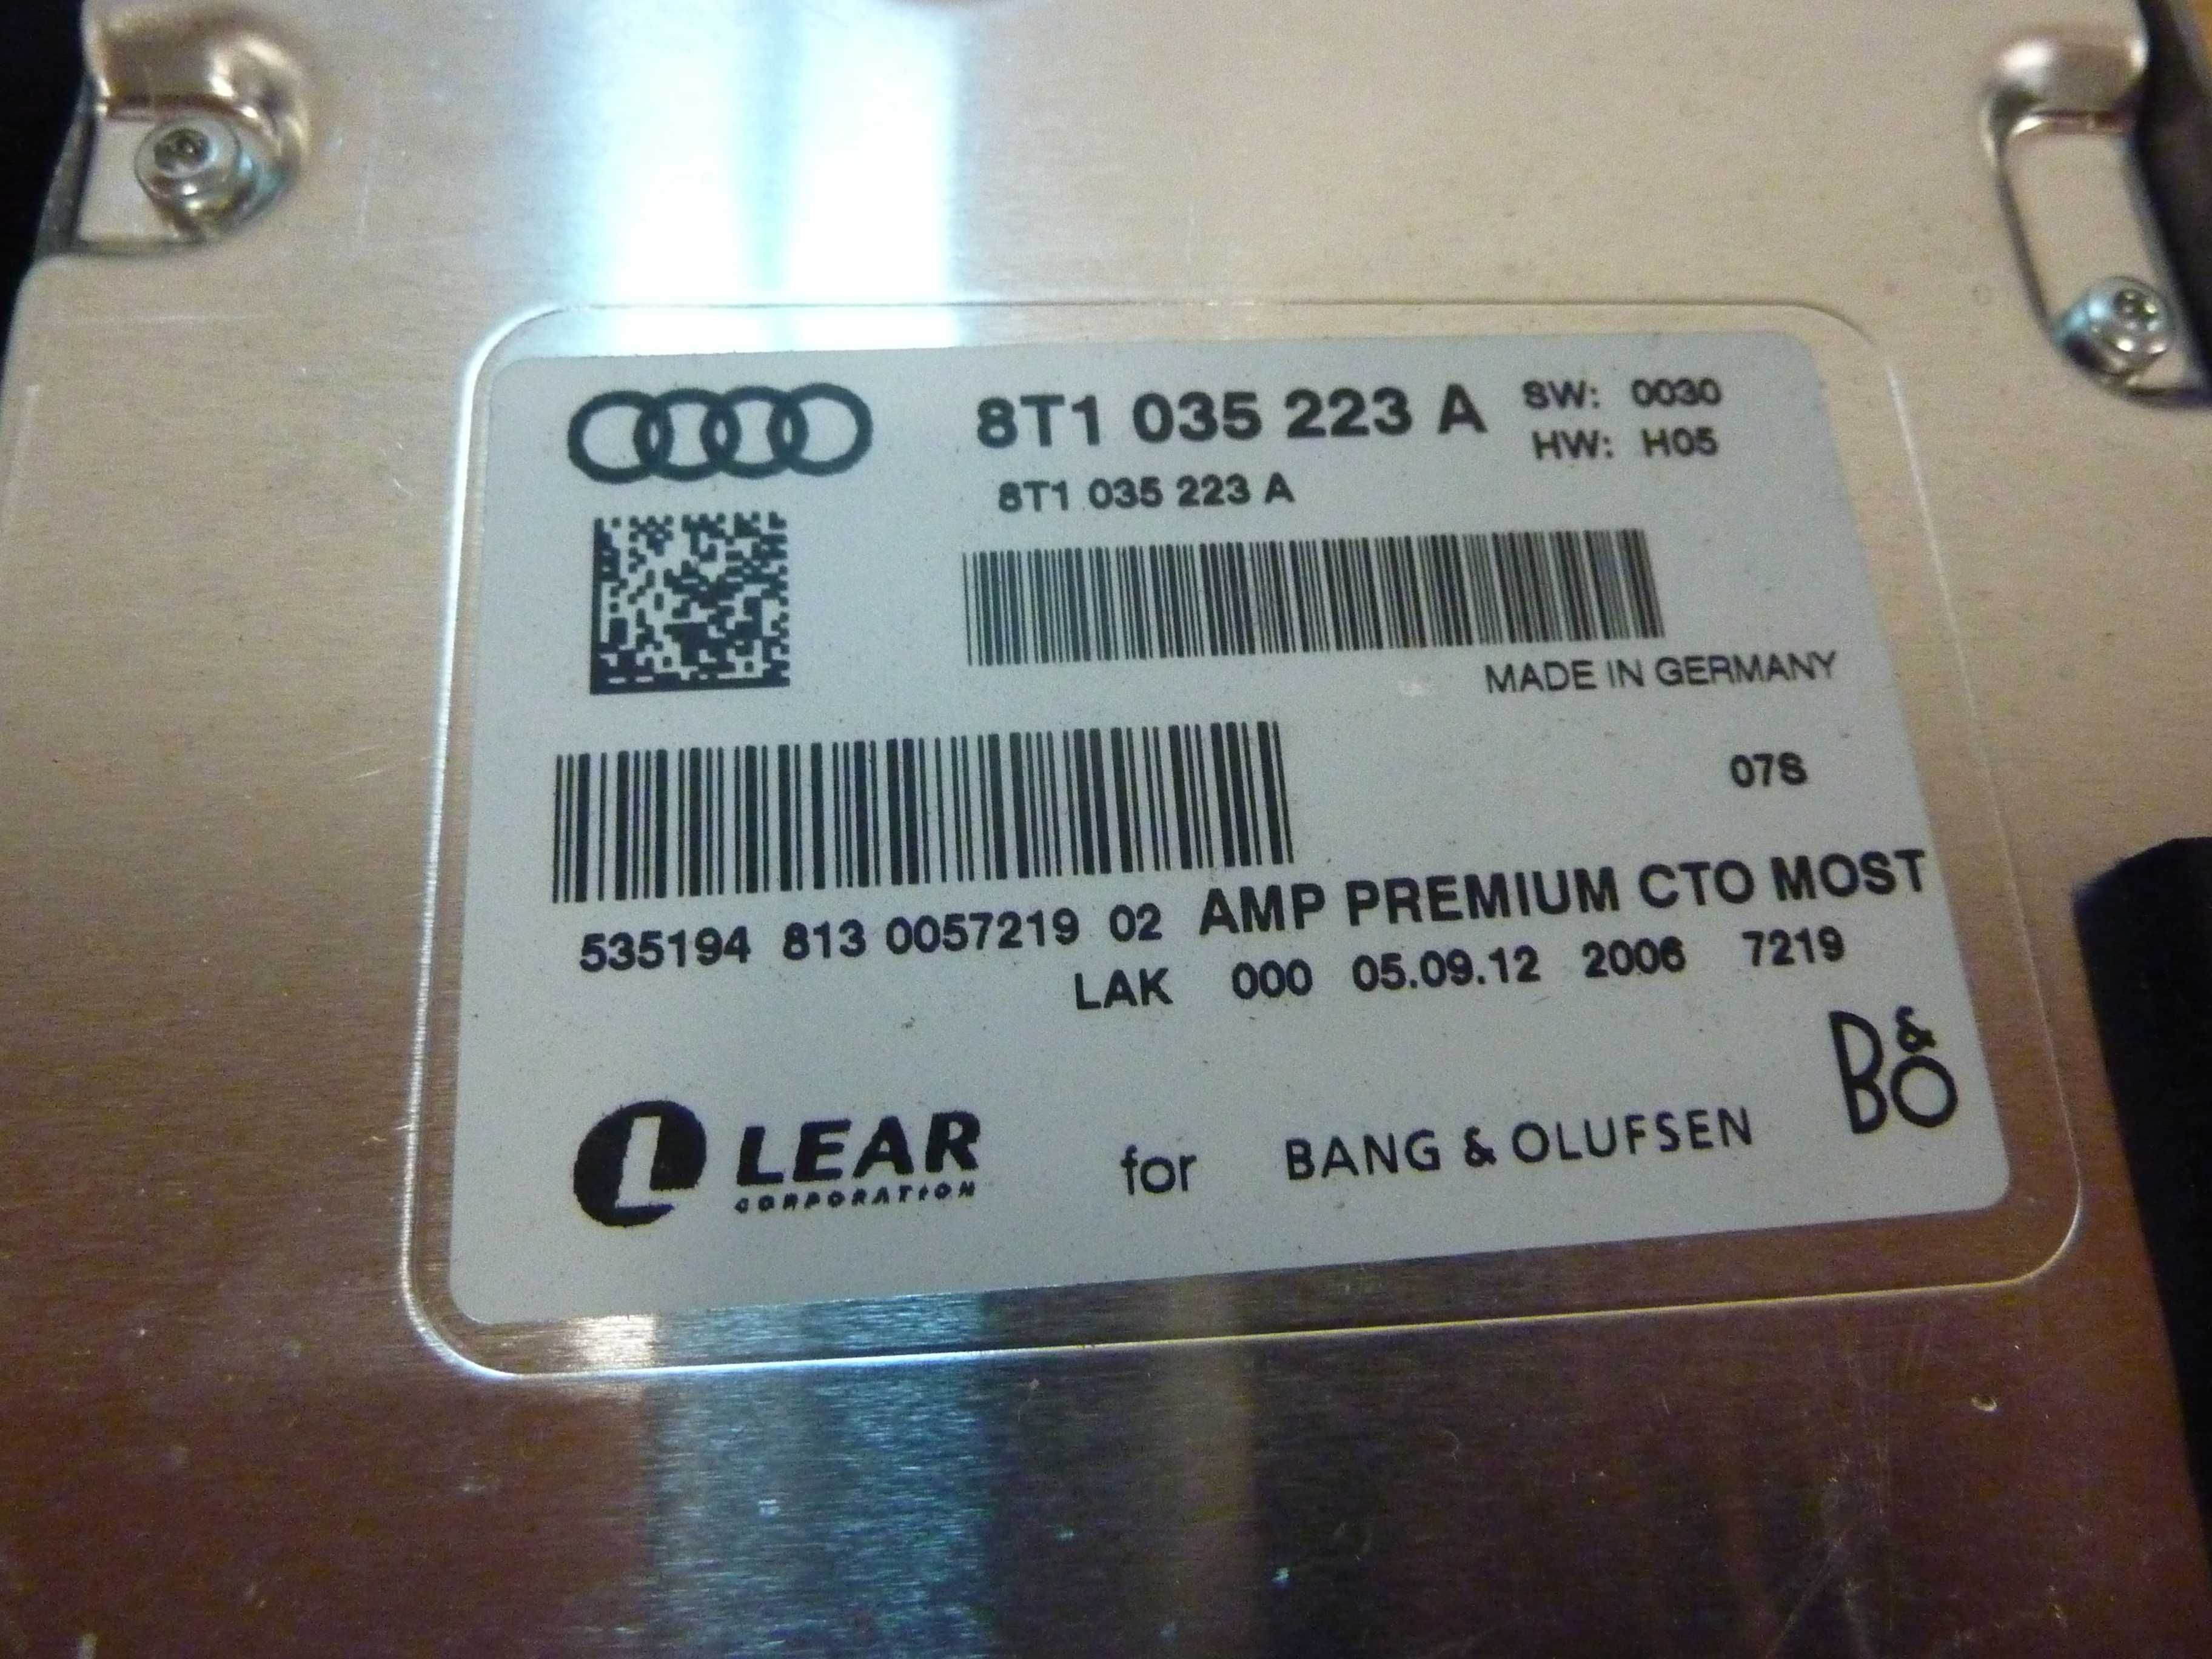 8T1 035 223 A SW: 0030
HW: H05
8T1 035 223 A
MADE IN GERMANY
07S
535194 813 0057219 02 AMP PREMIUM CTO MOST
LAK 000 05.09.12 2006 7219
L LEAR
CORPORATION
for BANG & OLUFSEN
B&O